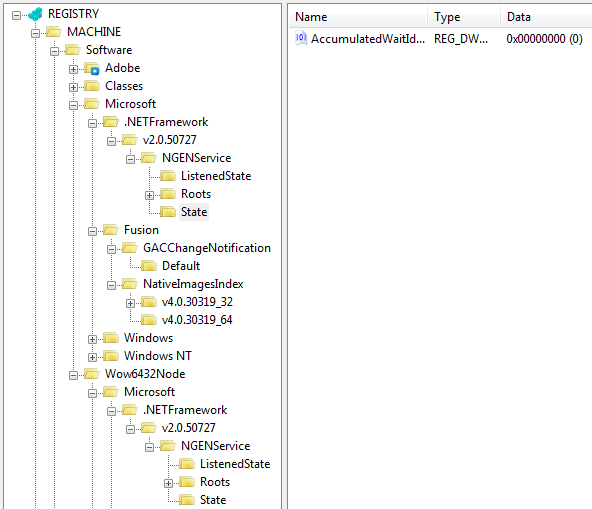 REGISTRY
MACHINE
Software
Adobe
Classes
Microsoft
.NETFramework
v2.0.50727
NGENService
ListenedState
Roots
State
Fusion
GACChangeNotification
Default
NativeImagesIndex
v4.0.30319_32
v4.0.30319_64
Windows
Windows NT
Wow6432Node
Microsoft
.NETFramework
v2.0.50727
NGENService
ListenedState
Roots
State
Name Type Data
AccumulatedWaitId... REG_DW... 0x00000000 (0)